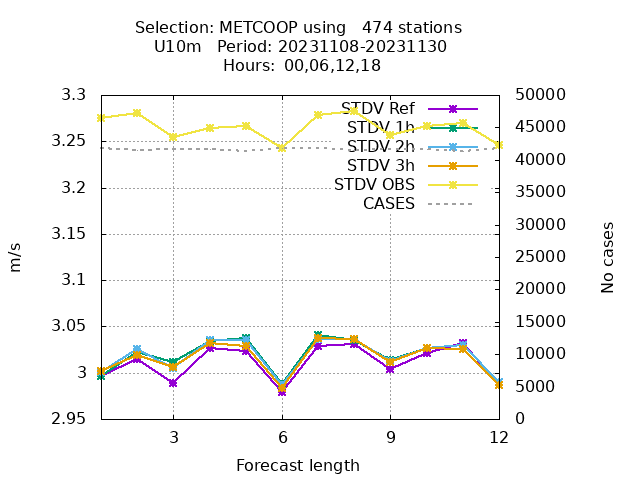 Selection: METCOOP using   474 stations
U10m   Period: 20231108-20231130
Hours:  00,06,12,18
3.3
3.25
3.2
3.15
3.1
3.05
3
2.95
m/s
STDV Ref
STDV 1h
STDV 2h
STDV 3h
STDV OBS
CASES
50000
45000
40000
35000
30000
25000
20000
15000
10000
5000
0
No cases
3
6
9
12
Forecast length